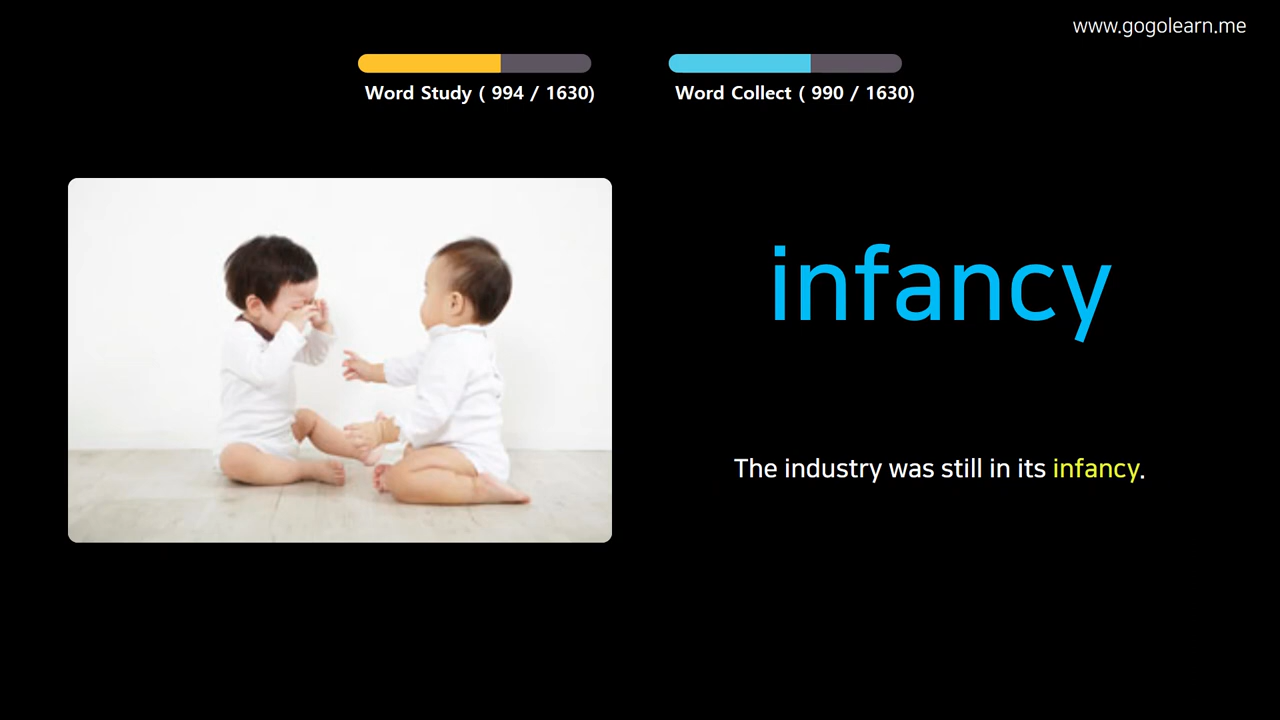 www.gogolearn.me
Word Study ( 994 / 1630)
Word Collect ( 990 / 1630)
infancy
The industry was still in its infancy.